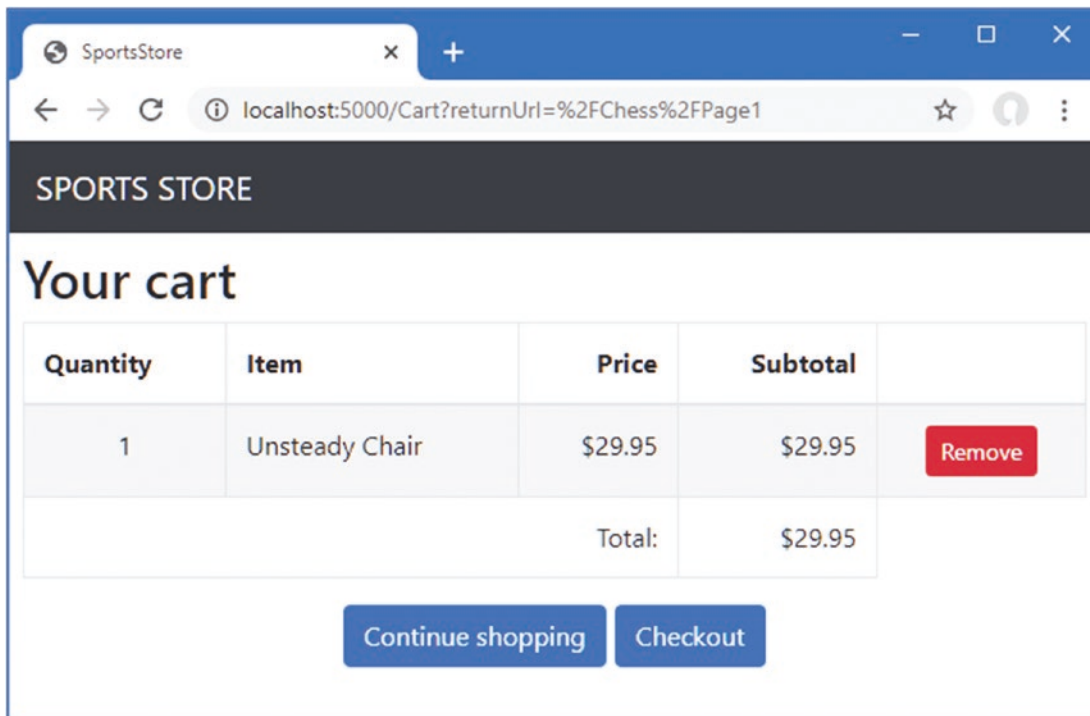 SportsStore
localhost:5000/Cart?returnUrl=%2FChess%2FPage1
SPORTS STORE
Your cart
Quantity Item Price Subtotal
1 Unsteady Chair $29.95 $29.95 Remove
Total: $29.95
Continue shopping Checkout